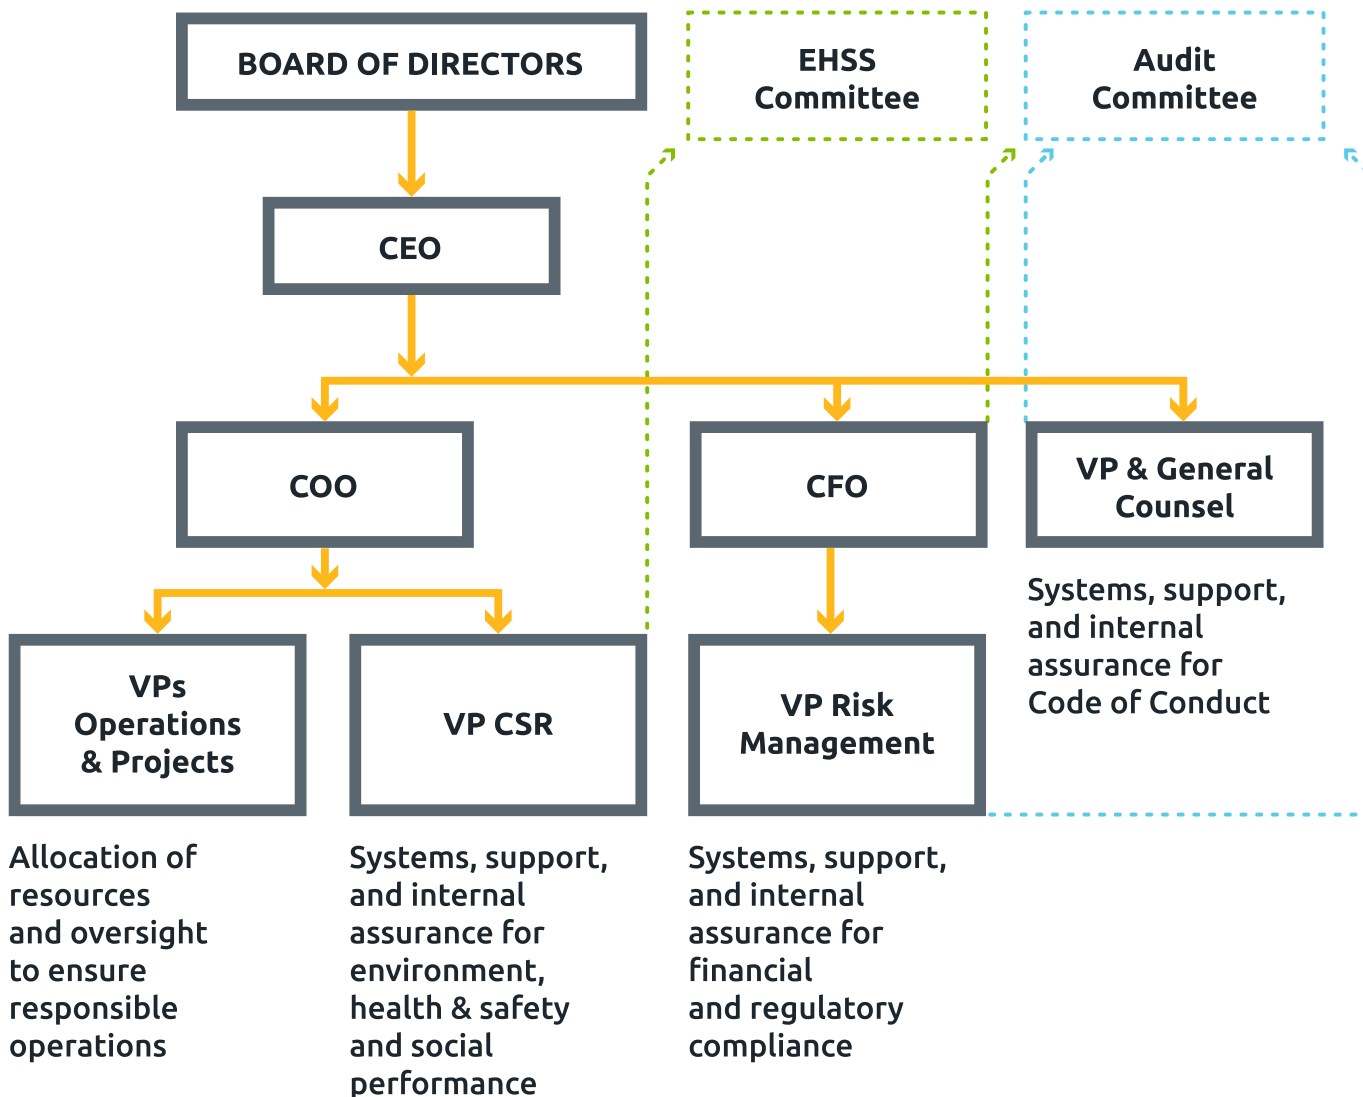 BOARD OF DIRECTORS
EHSS
Committee
Audit
Committee
CEO
COO
CFO
VP & General
Counsel
Systems, support,
and internal
assurance for
Code of Conduct
VPs
Operations
& Projects
VP CSR
VP Risk
Management
Allocation of
resources
and oversight
to ensure
responsible
operations
Systems, support,
and internal
assurance for
environment,
health & safety
and social
performance
Systems, support,
and internal
assurance for
financial
and regulatory
compliance